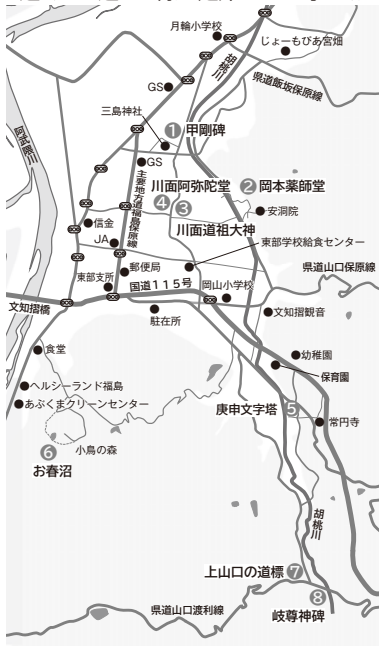 月輪小学校
じょーもぴあ宮畑
胡桃川
県道飯坂保原線
GS
三島神社
❶ 甲剛碑
阿武隈川
GS
主要地方道福島保原線
川面阿弥陀堂
❷ 岡本薬師堂
❹ ❸
安洞院
信金
川面道祖大神
JA
東部学校給食センター
県道山口保原線
郵便局
東部支所
国道115号
岡山小学校
文知摺橋
駐在所
文知摺観音
食堂
幼稚園
保育園
ヘルシーランド福島
あぶくまクリーンセンター
庚申文字塔
❺
常円寺
小鳥の森
❻
お春沼
胡桃川
上山口の道標 ❼
❽
県道山口渡利線
岐尊神碑